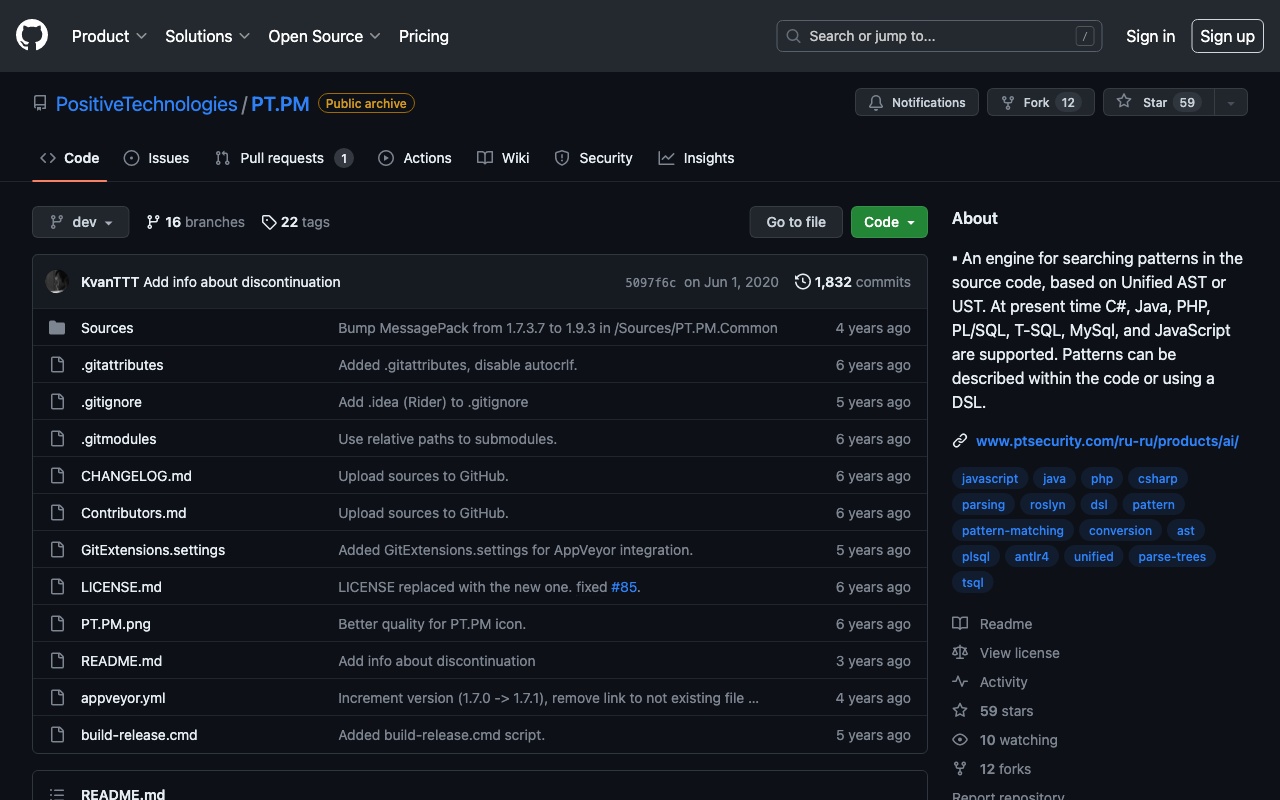 Product Solutions Open Source Pricing Search or jump to... / Sign in Sign up
PositiveTechnologies / PT.PM Public archive Notifications Fork 12 Star 59
Code Issues Pull requests 1 Actions Wiki Security Insights
dev 16 branches 22 tags Go to file Code
KvanTTT Add info about discontinuation 5097f6c on Jun 1, 2020 1,832 commits
Sources Bump MessagePack from 1.7.3.7 to 1.9.3 in /Sources/PT.PM.Common 4 years ago
.gitattributes Added .gitattributes, disable autocrlf. 6 years ago
.gitignore Add .idea (Rider) to .gitignore 5 years ago
.gitmodules Use relative paths to submodules. 6 years ago
CHANGELOG.md Upload sources to GitHub. 6 years ago
Contributors.md Upload sources to GitHub. 6 years ago
GitExtensions.settings Added GitExtensions.settings for AppVeyor integration. 5 years ago
LICENSE.md LICENSE replaced with the new one. fixed #85. 6 years ago
PT.PM.png Better quality for PT.PM icon. 6 years ago
README.md Add info about discontinuation 3 years ago
appveyor.yml Increment version (1.7.0 -> 1.7.1), remove link to not existing file ... 4 years ago
build-release.cmd Added build-release.cmd script. 5 years ago
README.md
About
▪ An engine for searching patterns in the
source code, based on Unified AST or
UST. At present time C#, Java, PHP,
PL/SQL, T-SQL, MySql, and JavaScript
are supported. Patterns can be
described within the code or using a
DSL.
www.ptsecurity.com/ru-ru/products/ai/
javascript java php csharp
parsing roslyn dsl pattern
pattern-matching conversion ast
plsql antlr4 unified parse-trees
tsql
Readme
View license
Activity
59 stars
10 watching
12 forks
Report repository